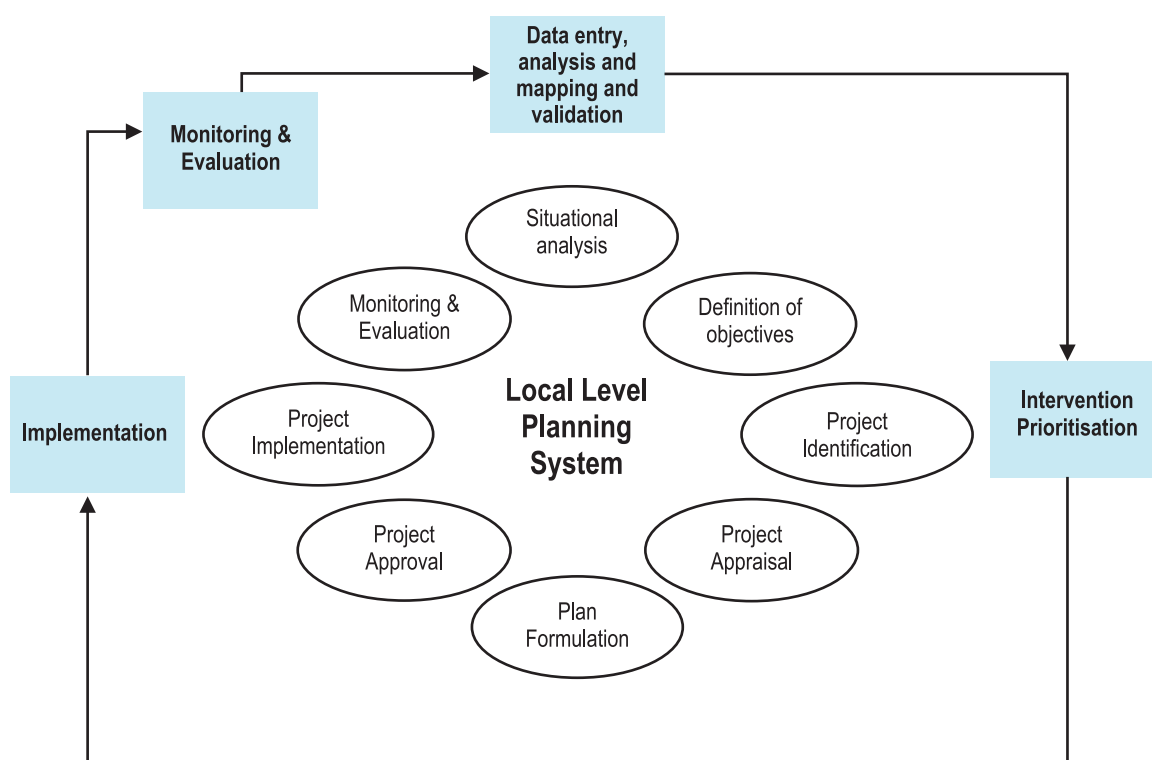 Data entry,
analysis and
mapping and
validation
Monitoring &
Evaluation
Situational
analysis
Monitoring &
Evaluation
Definition of
objectives
Implementation
Project
Implementation
Local Level
Planning
System
Project
Identification
Intervention
Prioritisation
Project
Approval
Project
Appraisal
Plan
Formulation